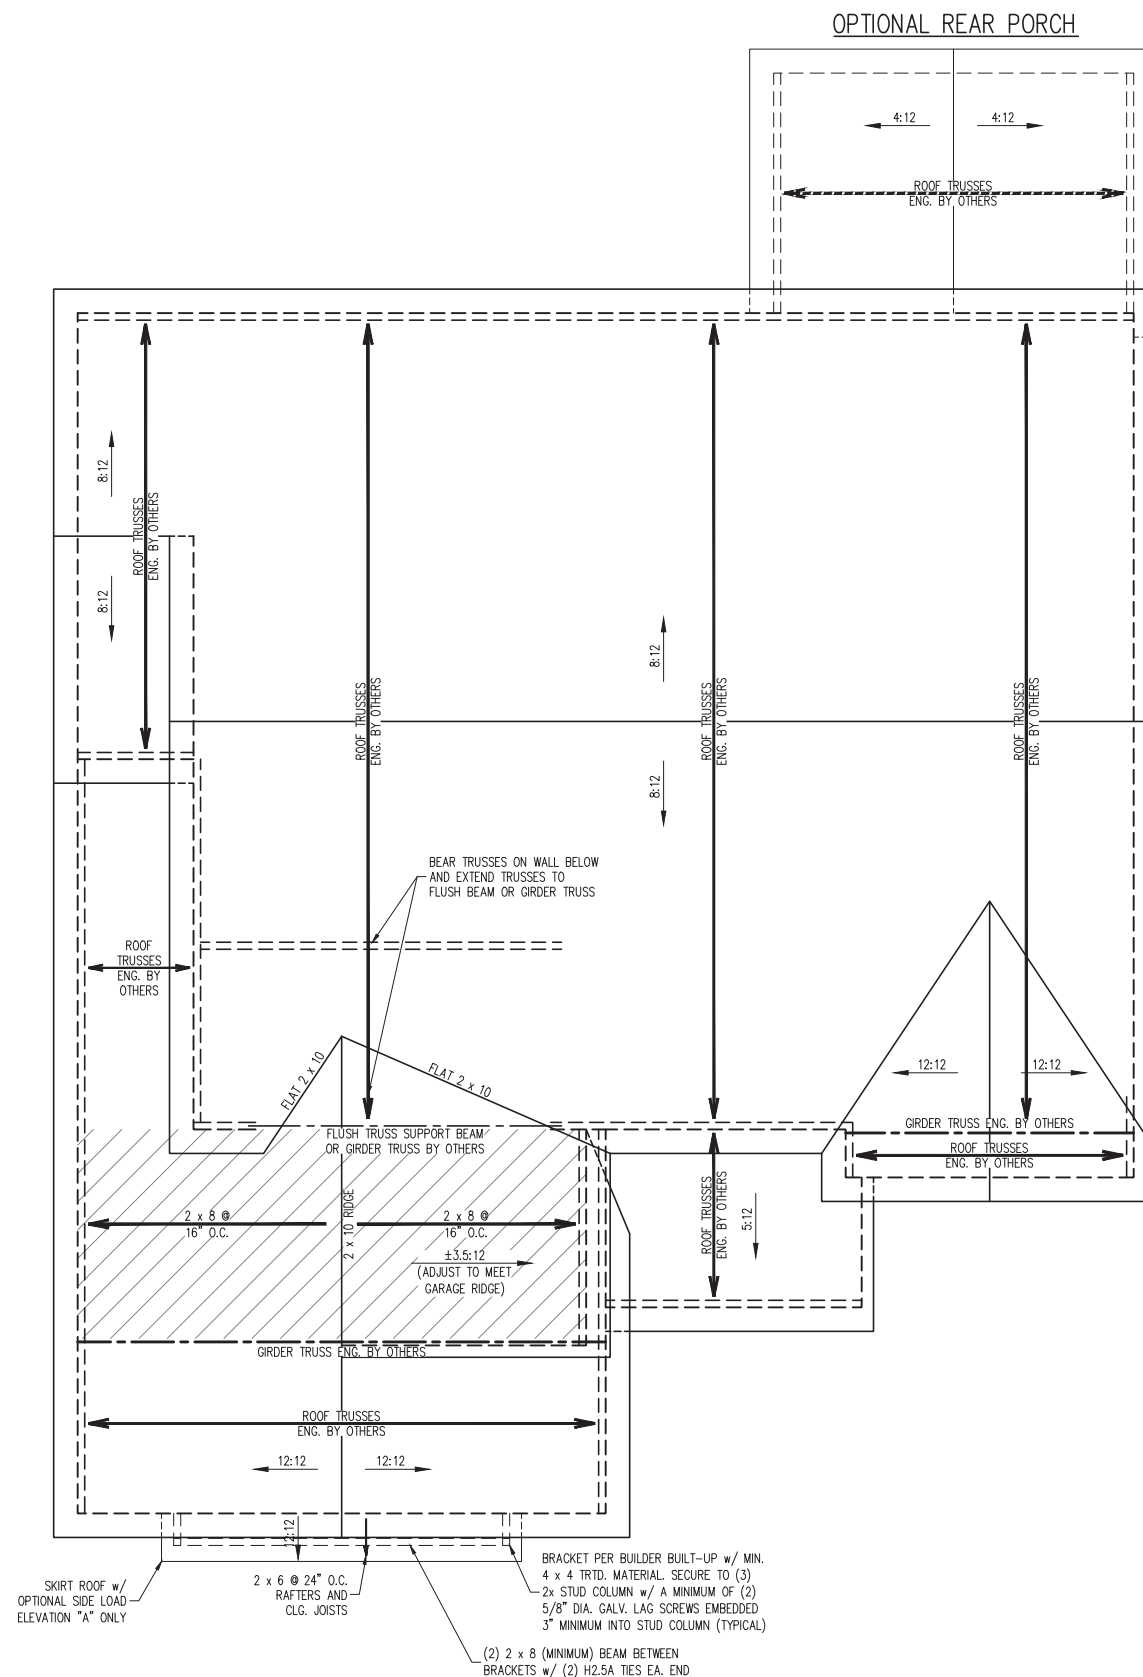 OPTIONAL REAR PORCH
4:12
4:12
ROOF TRUSSES
ENG. BY OTHERS
8:12
8:12
ROOF TRUSSES
ENG. BY OTHERS
8:12
8:12
ROOF TRUSSES
ENG. BY OTHERS
ROOF TRUSSES
ENG. BY OTHERS
ROOF TRUSSES
ENG. BY OTHERS
BEAR TRUSSES ON WALL BELOW
AND EXTEND TRUSSES TO
FLUSH BEAM OR GIRDER TRUSS
ROOF
TRUSSES
ENG. BY
OTHERS
FLAT 2 x 10
FLAT 2 x 10
12:12
12:12
GIRDER TRUSS ENG. BY OTHERS
ROOF TRUSSES
ENG. BY OTHERS
FLUSH TRUSS SUPPORT BEAM
OR GIRDER TRUSS BY OTHERS
2 x 8 @
16" O.C.
2 x 10 RIDGE
2 x 8 @
16" O.C.
±3.5:12
(ADJUST TO MEET
GARAGE RIDGE)
ROOF TRUSSES
ENG. BY OTHERS
5:12
GIRDER TRUSS ENG. BY OTHERS
ROOF TRUSSES
ENG. BY OTHERS
12:12
12:12
12:12
SKIRT ROOF w/
OPTIONAL SIDE LOAD
ELEVATION "A" ONLY
2 x 6 @ 24" O.C.
RAFTERS AND
CLG. JOISTS
BRACKET PER BUILDER BUILT-UP w/ MIN.
4 x 4 TRTD. MATERIAL. SECURE TO (3)
2x STUD COLUMN w/ A MINIMUM OF (2)
5/8" DIA. GALV. LAG SCREWS EMBEDDED
3" MINIMUM INTO STUD COLUMN (TYPICAL)
(2) 2 x 8 (MINIMUM) BEAM BETWEEN
BRACKETS w/ (2) H2.5A TIES EA. END